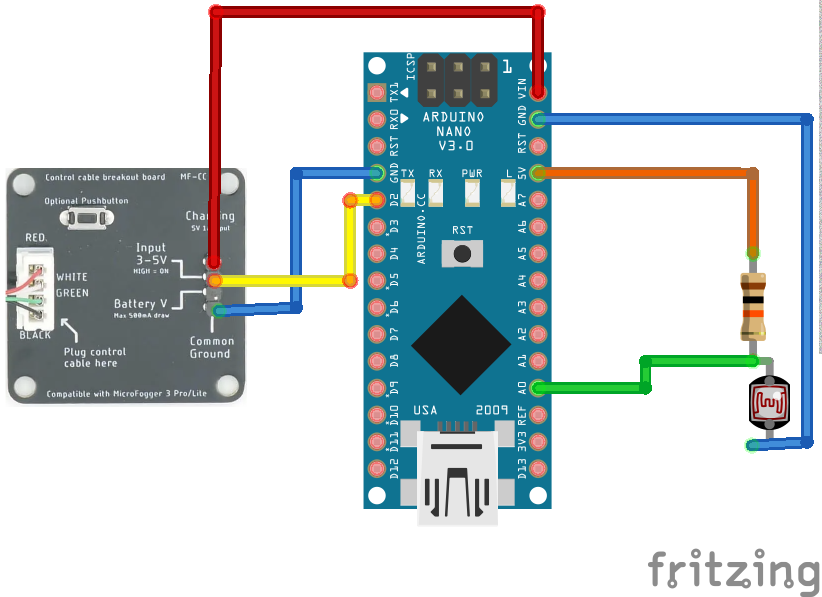 Control cable breakout board MF-CC
Optional Pushbutton
Charging
5V 1A input
RED
Input
3-5V
HIGH = ON
WHITE
GREEN
Battery V
Max 500mA draw
BLACK
Plug control
cable here
Common
Ground
Compatible with MicroFogger 3 Pro/Lite
ICSP
1
ARDUINO
NANO
V3.0
TX1
RX0
RST
GND
D2
D3
D4
D5
D6
D7
D8
D9
D10
D11
D12
TX RX PWR L
ARDUINO.CC
RST
USA 2009
VIN
GND
RST
5V
A7
A6
A5
A4
A3
A2
A1
A0
REF
3V3
D13
fritzing